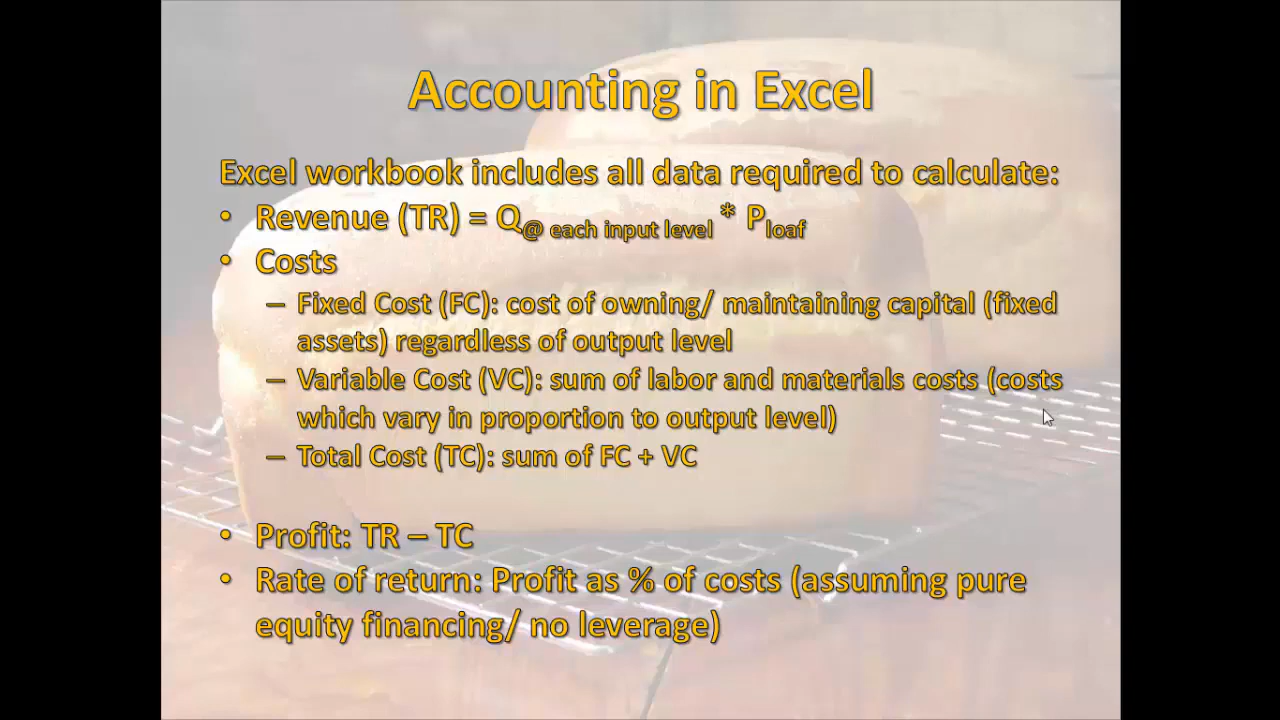 Accounting in Excel
Excel workbook includes all data required to calculate:
• Revenue (TR) = Q@ each input level * Ploaf
• Costs
– Fixed Cost (FC): cost of owning/ maintaining capital (fixed
assets) regardless of output level
– Variable Cost (VC): sum of labor and materials costs (costs
which vary in proportion to output level)
– Total Cost (TC): sum of FC + VC
• Profit: TR – TC
• Rate of return: Profit as % of costs (assuming pure
equity financing/ no leverage)